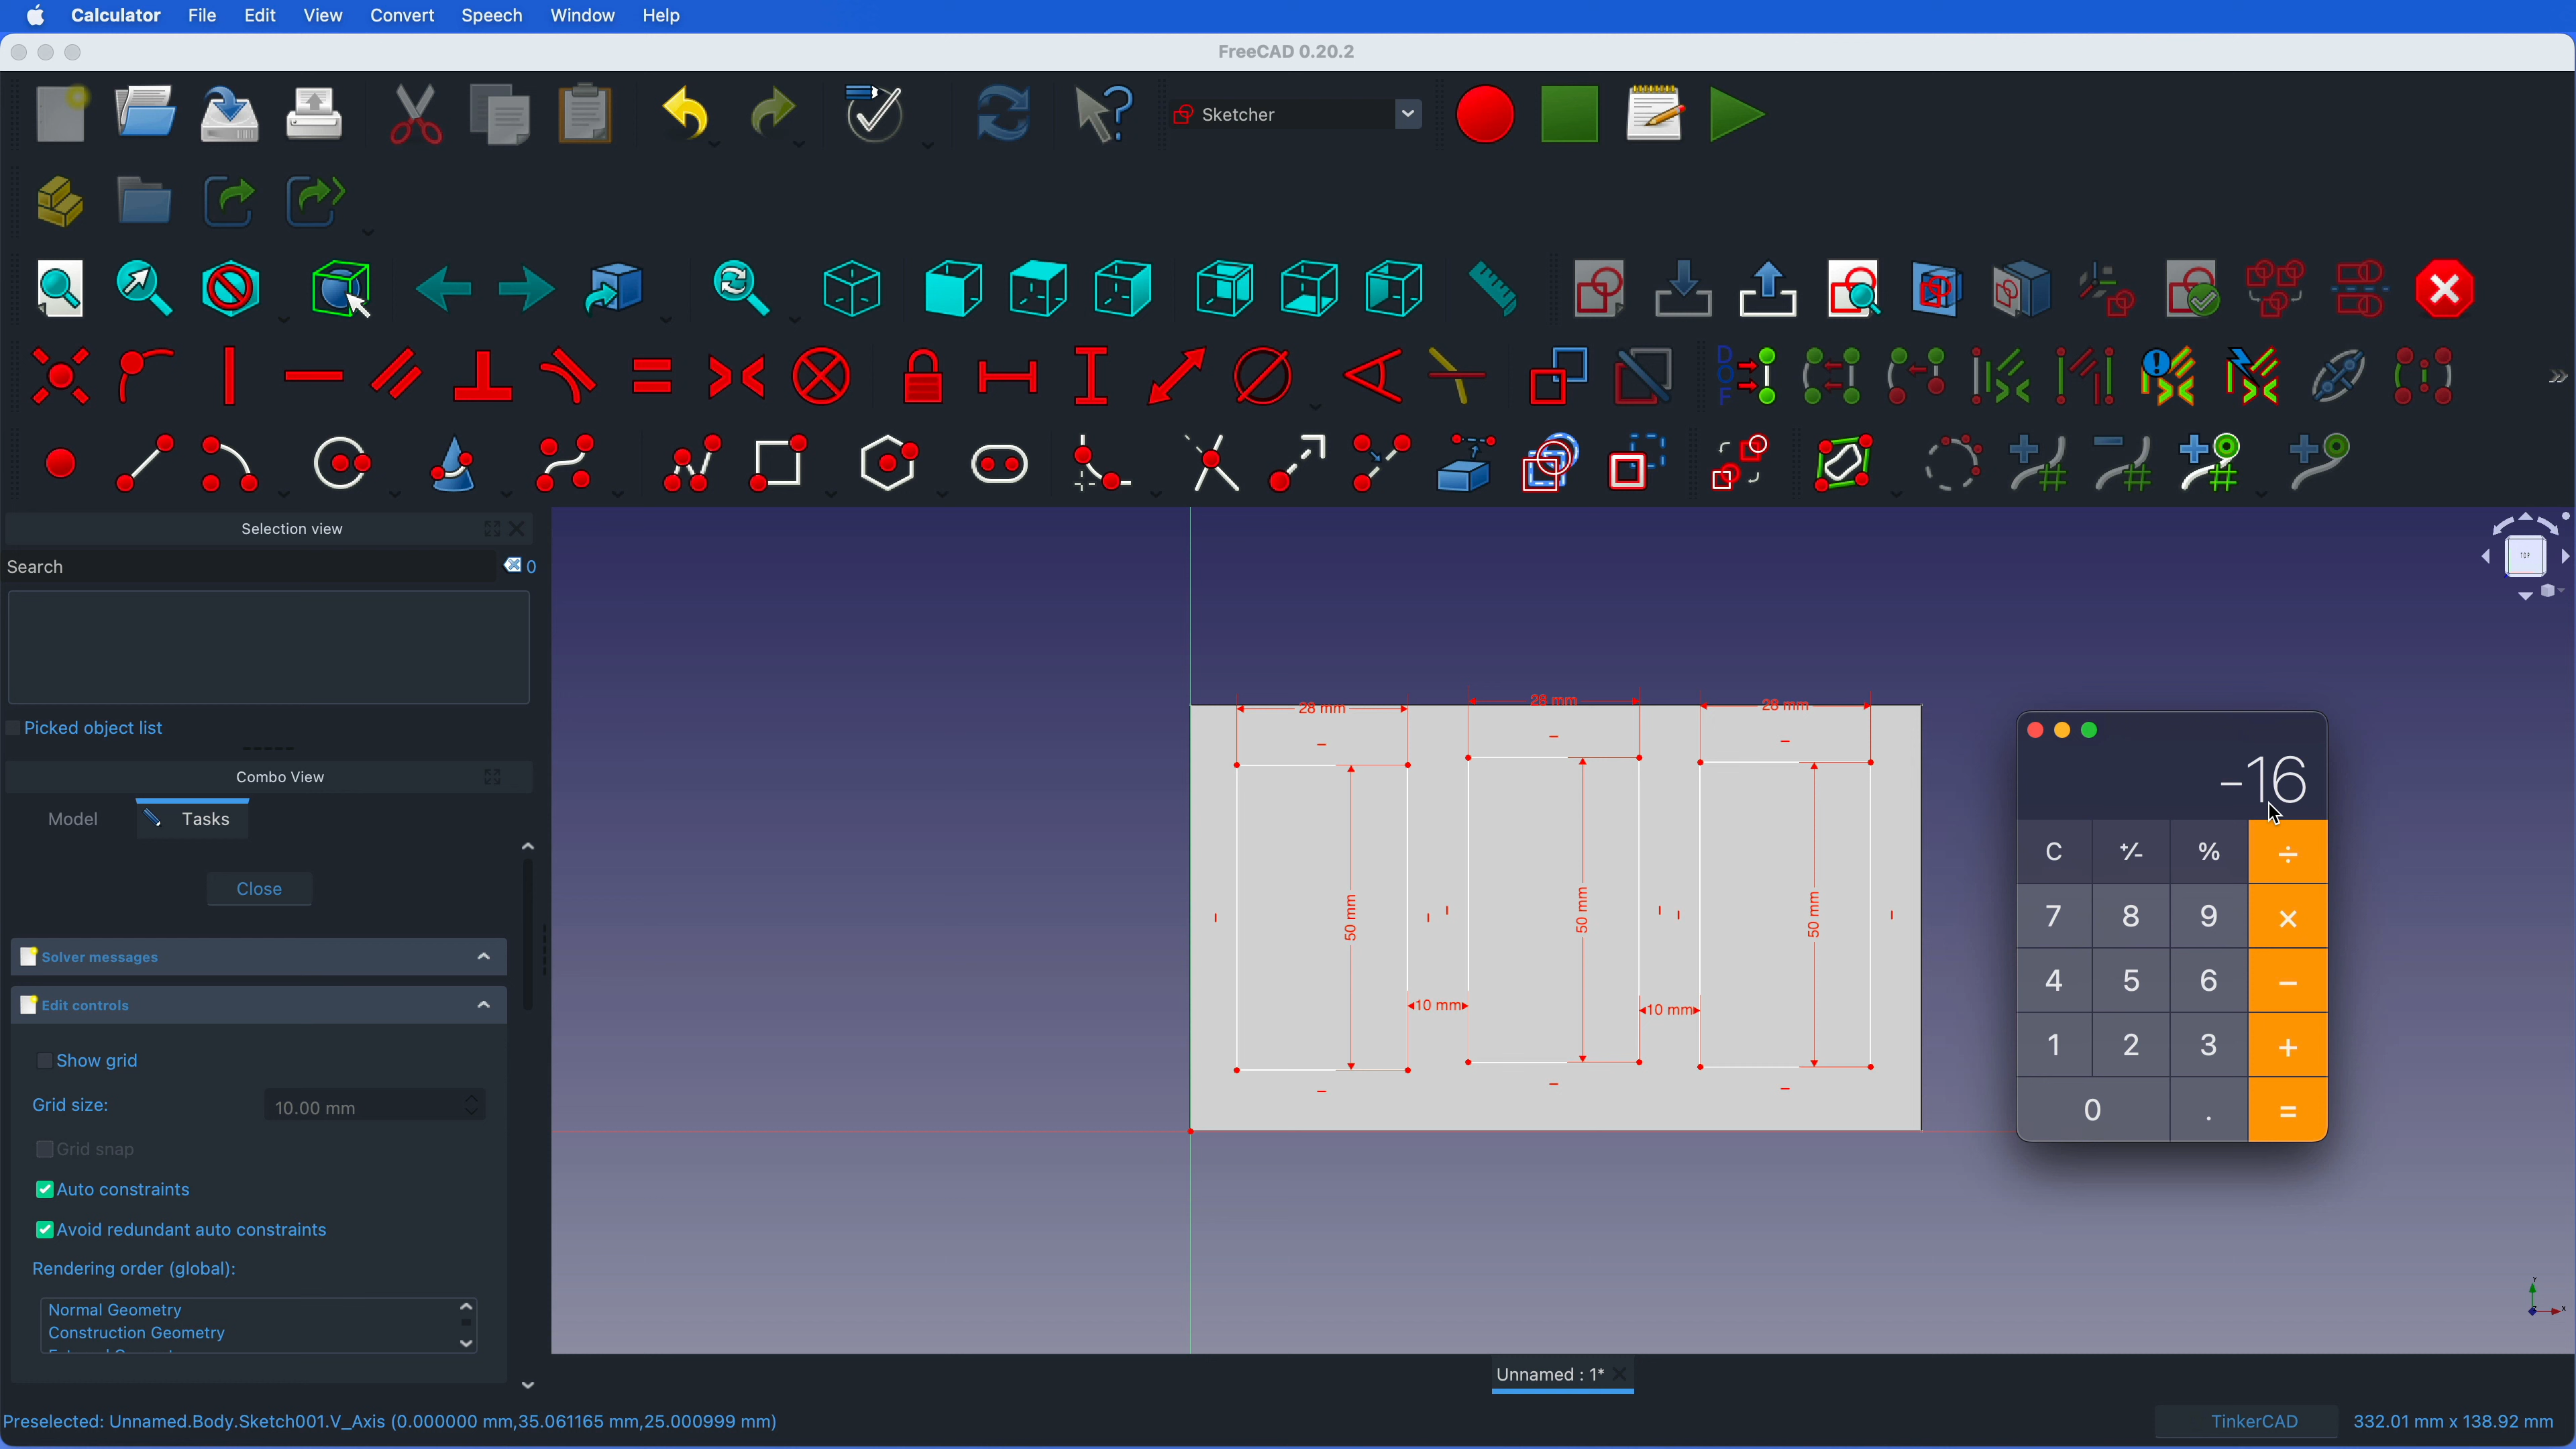 Calculator File Edit View Convert Speech Window Help
FreeCAD 0.20.2
Sketcher
DOF
Selection view
Search
0
Picked object list
Combo View
Model Tasks
Close
Solver messages
Edit controls
Show grid
Grid size: 10.00 mm
Grid snap
Auto constraints
Avoid redundant auto constraints
Rendering order (global):
Normal Geometry
Construction Geometry
TOP
28 mm 28 mm 28 mm
50 mm 50 mm 50 mm
10 mm 10 mm
-16
C +⁄- % ÷
7 8 9 ×
4 5 6 −
1 2 3 +
0 . =
Y
X
Unnamed : 1*
Preselected: Unnamed.Body.Sketch001.V_Axis (0.000000 mm,35.061165 mm,25.000999 mm)
TinkerCAD 332.01 mm x 138.92 mm